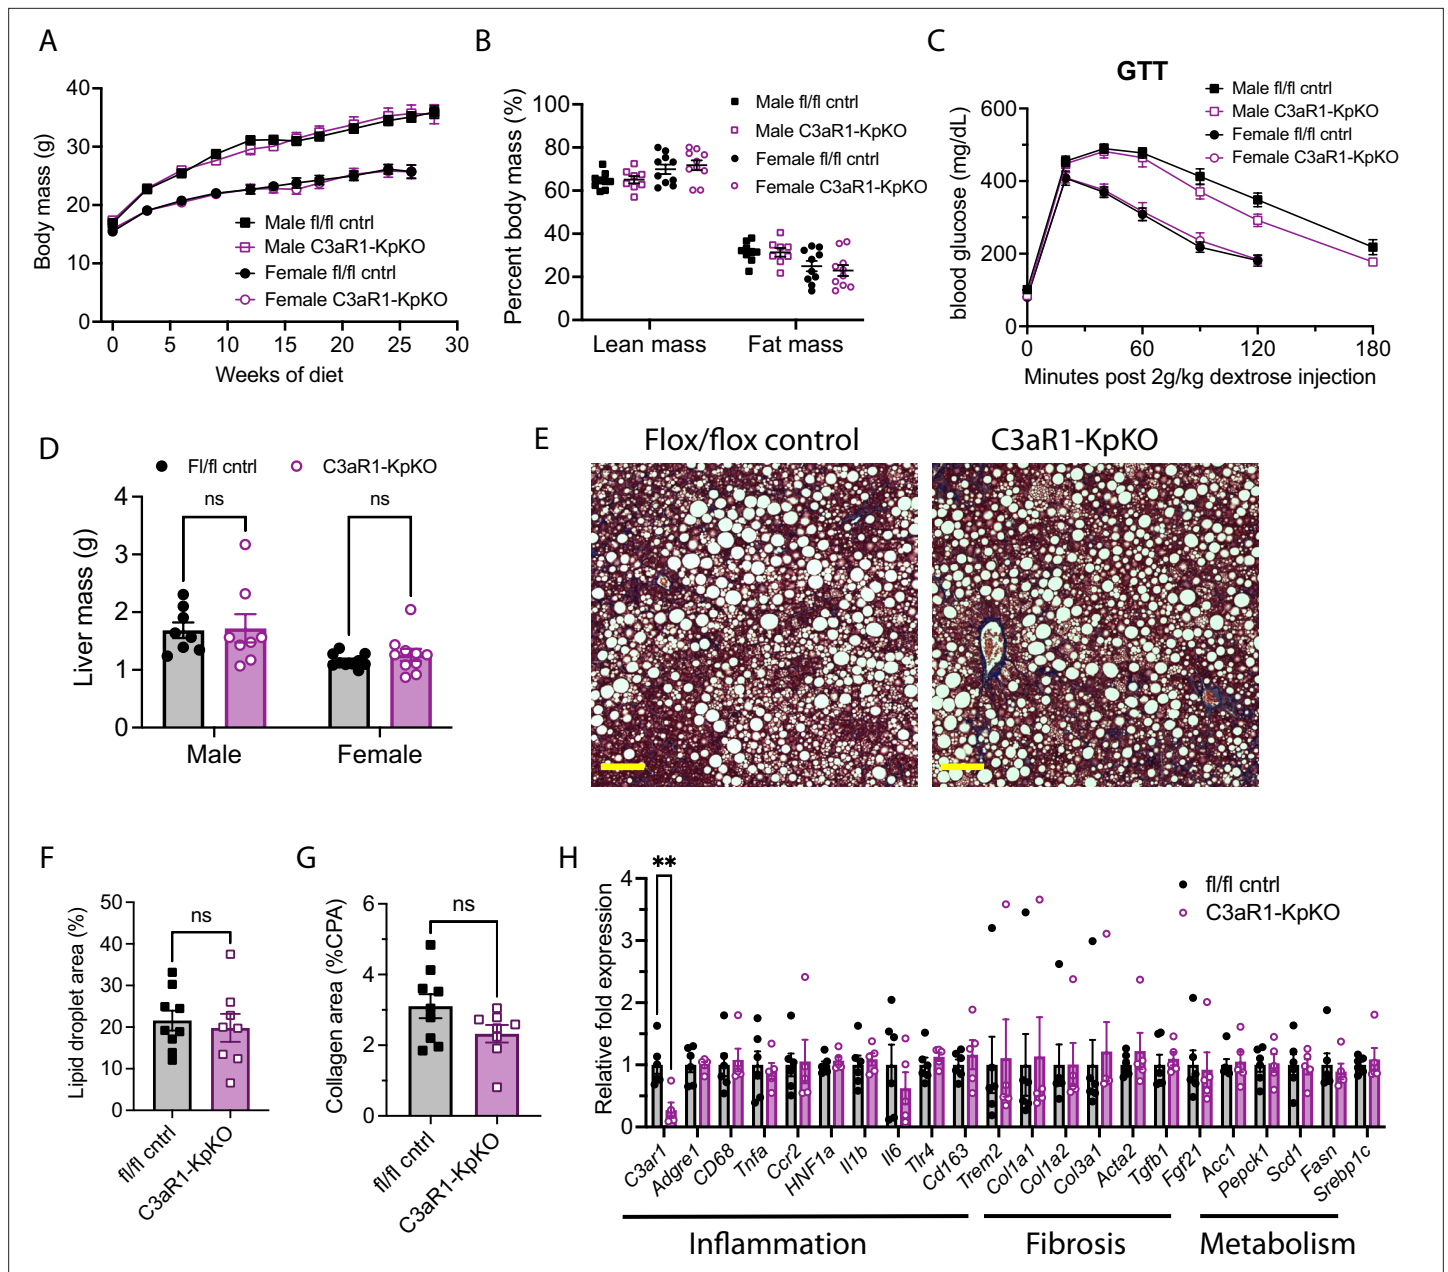 A
Body mass (g)
40
30
20
10
0
0 5 10 15 20 25 30
Weeks of diet
Male fl/fl cntrl
Male C3aR1-KpKO
Female fl/fl cntrl
Female C3aR1-KpKO
B
Percent body mass (%)
100
80
60
40
20
0
Lean mass Fat mass
Male fl/fl cntrl
Male C3aR1-KpKO
Female fl/fl cntrl
Female C3aR1-KpKO
C
GTT
blood glucose (mg/dL)
600
400
200
0
0 60 120 180
Minutes post 2g/kg dextrose injection
Male fl/fl cntrl
Male C3aR1-KpKO
Female fl/fl cntrl
Female C3aR1-KpKO
D
Fl/fl cntrl C3aR1-KpKO
Liver mass (g)
4
3
2
1
0
ns ns
Male Female
E
Flox/flox control C3aR1-KpKO
F
Lipid droplet area (%)
50
40
30
20
10
0
ns
fl/fl cntrl C3aR1-KpKO
G
Collagen area (%CPA)
6
4
2
0
ns
fl/fl cntrl C3aR1-KpKO
H
Relative fold expression
4
2
1
0
**
fl/fl cntrl
C3aR1-KpKO
C3ar1 Adgre1 CD68 Tnfa Ccr2 HNF1a Il1b Il6 Tlr4 Cd163 Trem2 Col1a1 Col1a2 Col3a1 Acta2 Tgfb1 Fgf21 Acc1 Pepck1 Scd1 Fasn Srebp1c
Inflammation Fibrosis Metabolism